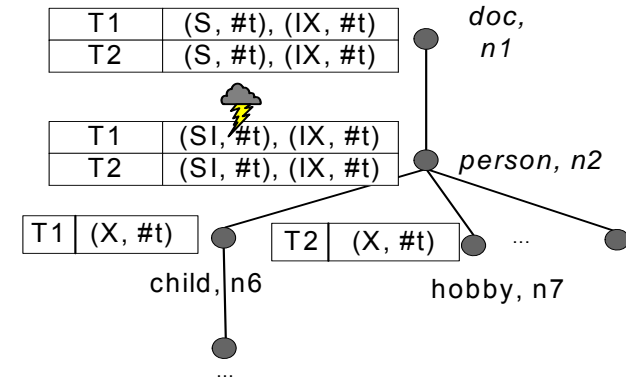 T1 (S, #t), (IX, #t)
T2 (S, #t), (IX, #t)
doc,
n1
T1 (SI, #t), (IX, #t)
T2 (SI, #t), (IX, #t)
person, n2
T1 (X, #t)
T2 (X, #t)
...
child, n6
hobby, n7
...